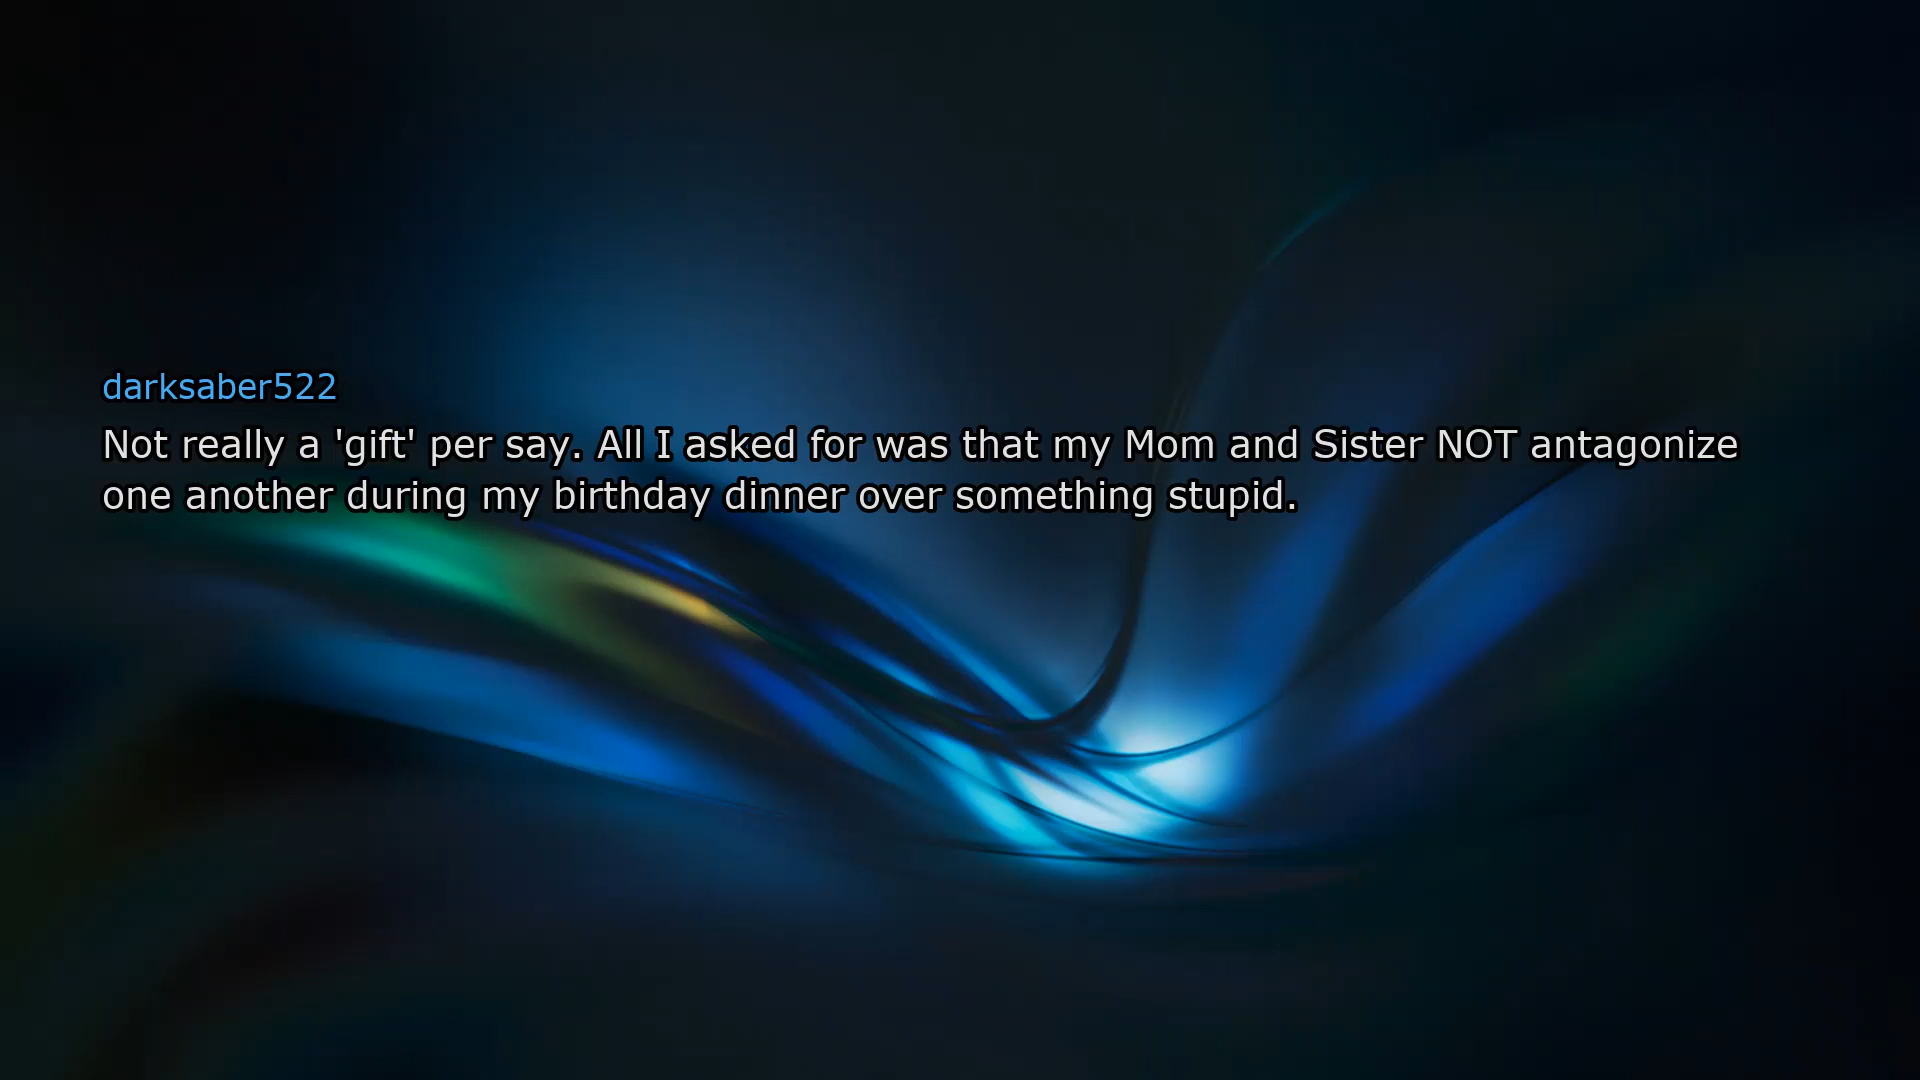 darksaber522
Not really a 'gift' per say. All I asked for was that my Mom and Sister NOT antagonize
one another during my birthday dinner over something stupid.